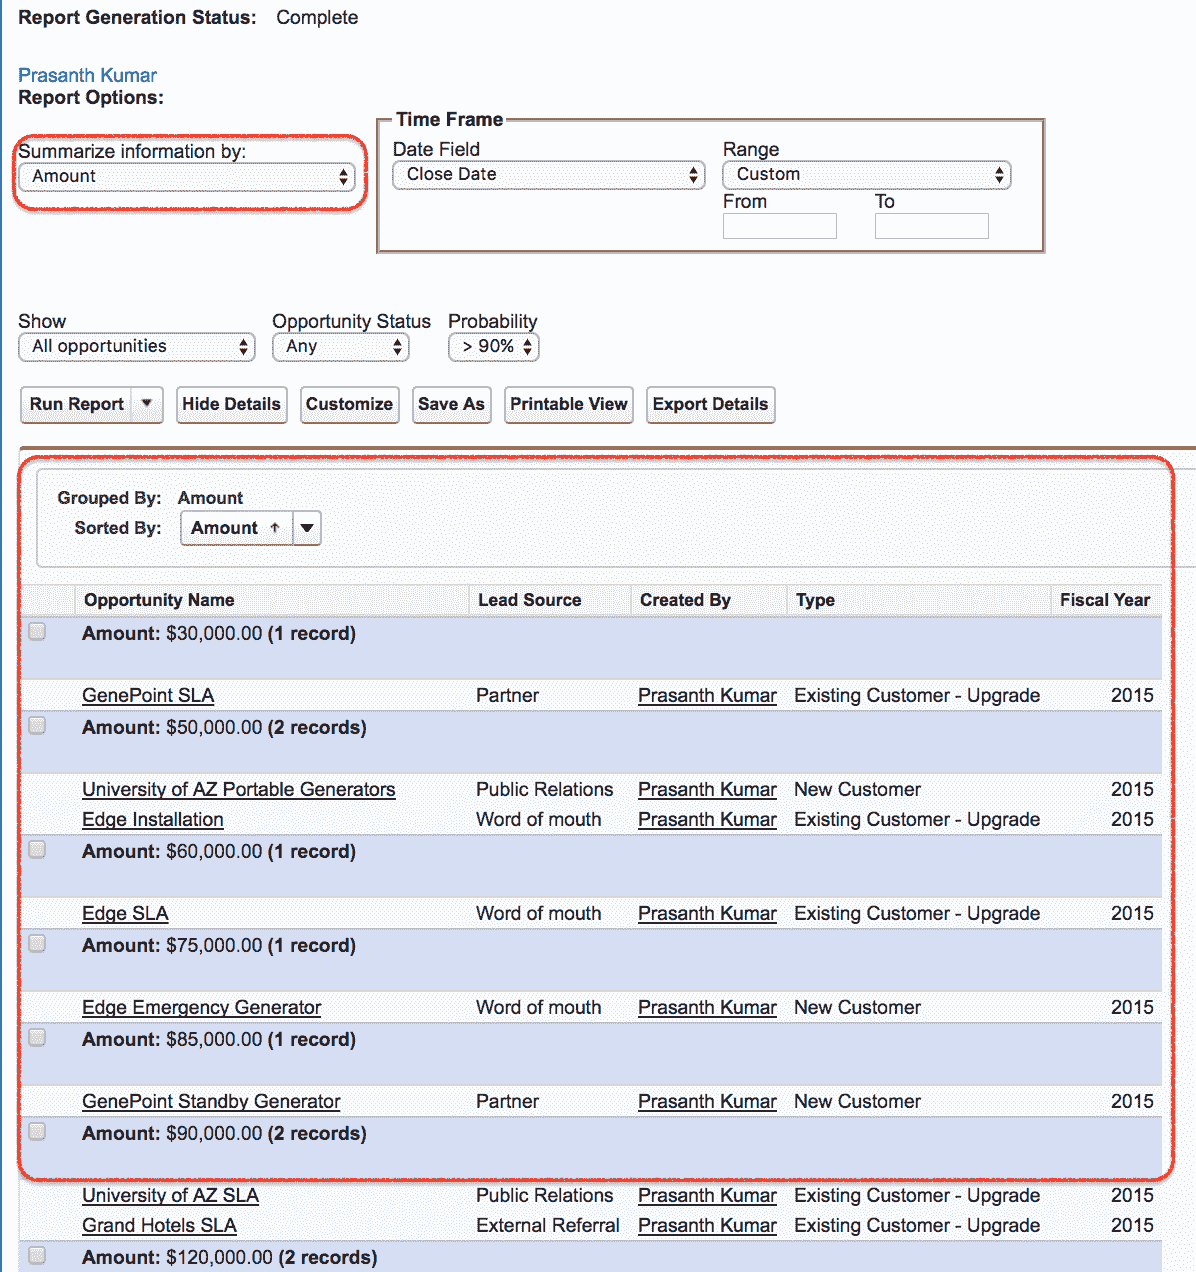 Report Generation Status: Complete
Prasanth Kumar
Report Options:
Summarize information by:
Amount
Time Frame
Date Field Range
Close Date Custom
From To
Show Opportunity Status Probability
All opportunities Any > 90%
Run Report Hide Details Customize Save As Printable View Export Details
Grouped By: Amount
Sorted By: Amount ↑
Opportunity Name Lead Source Created By Type Fiscal Year
Amount: $30,000.00 (1 record)
GenePoint SLA Partner Prasanth Kumar Existing Customer - Upgrade 2015
Amount: $50,000.00 (2 records)
University of AZ Portable Generators Public Relations Prasanth Kumar New Customer 2015
Edge Installation Word of mouth Prasanth Kumar Existing Customer - Upgrade 2015
Amount: $60,000.00 (1 record)
Edge SLA Word of mouth Prasanth Kumar Existing Customer - Upgrade 2015
Amount: $75,000.00 (1 record)
Edge Emergency Generator Word of mouth Prasanth Kumar New Customer 2015
Amount: $85,000.00 (1 record)
GenePoint Standby Generator Partner Prasanth Kumar New Customer 2015
Amount: $90,000.00 (2 records)
University of AZ SLA Public Relations Prasanth Kumar Existing Customer - Upgrade 2015
Grand Hotels SLA External Referral Prasanth Kumar Existing Customer - Upgrade 2015
Amount: $120,000.00 (2 records)